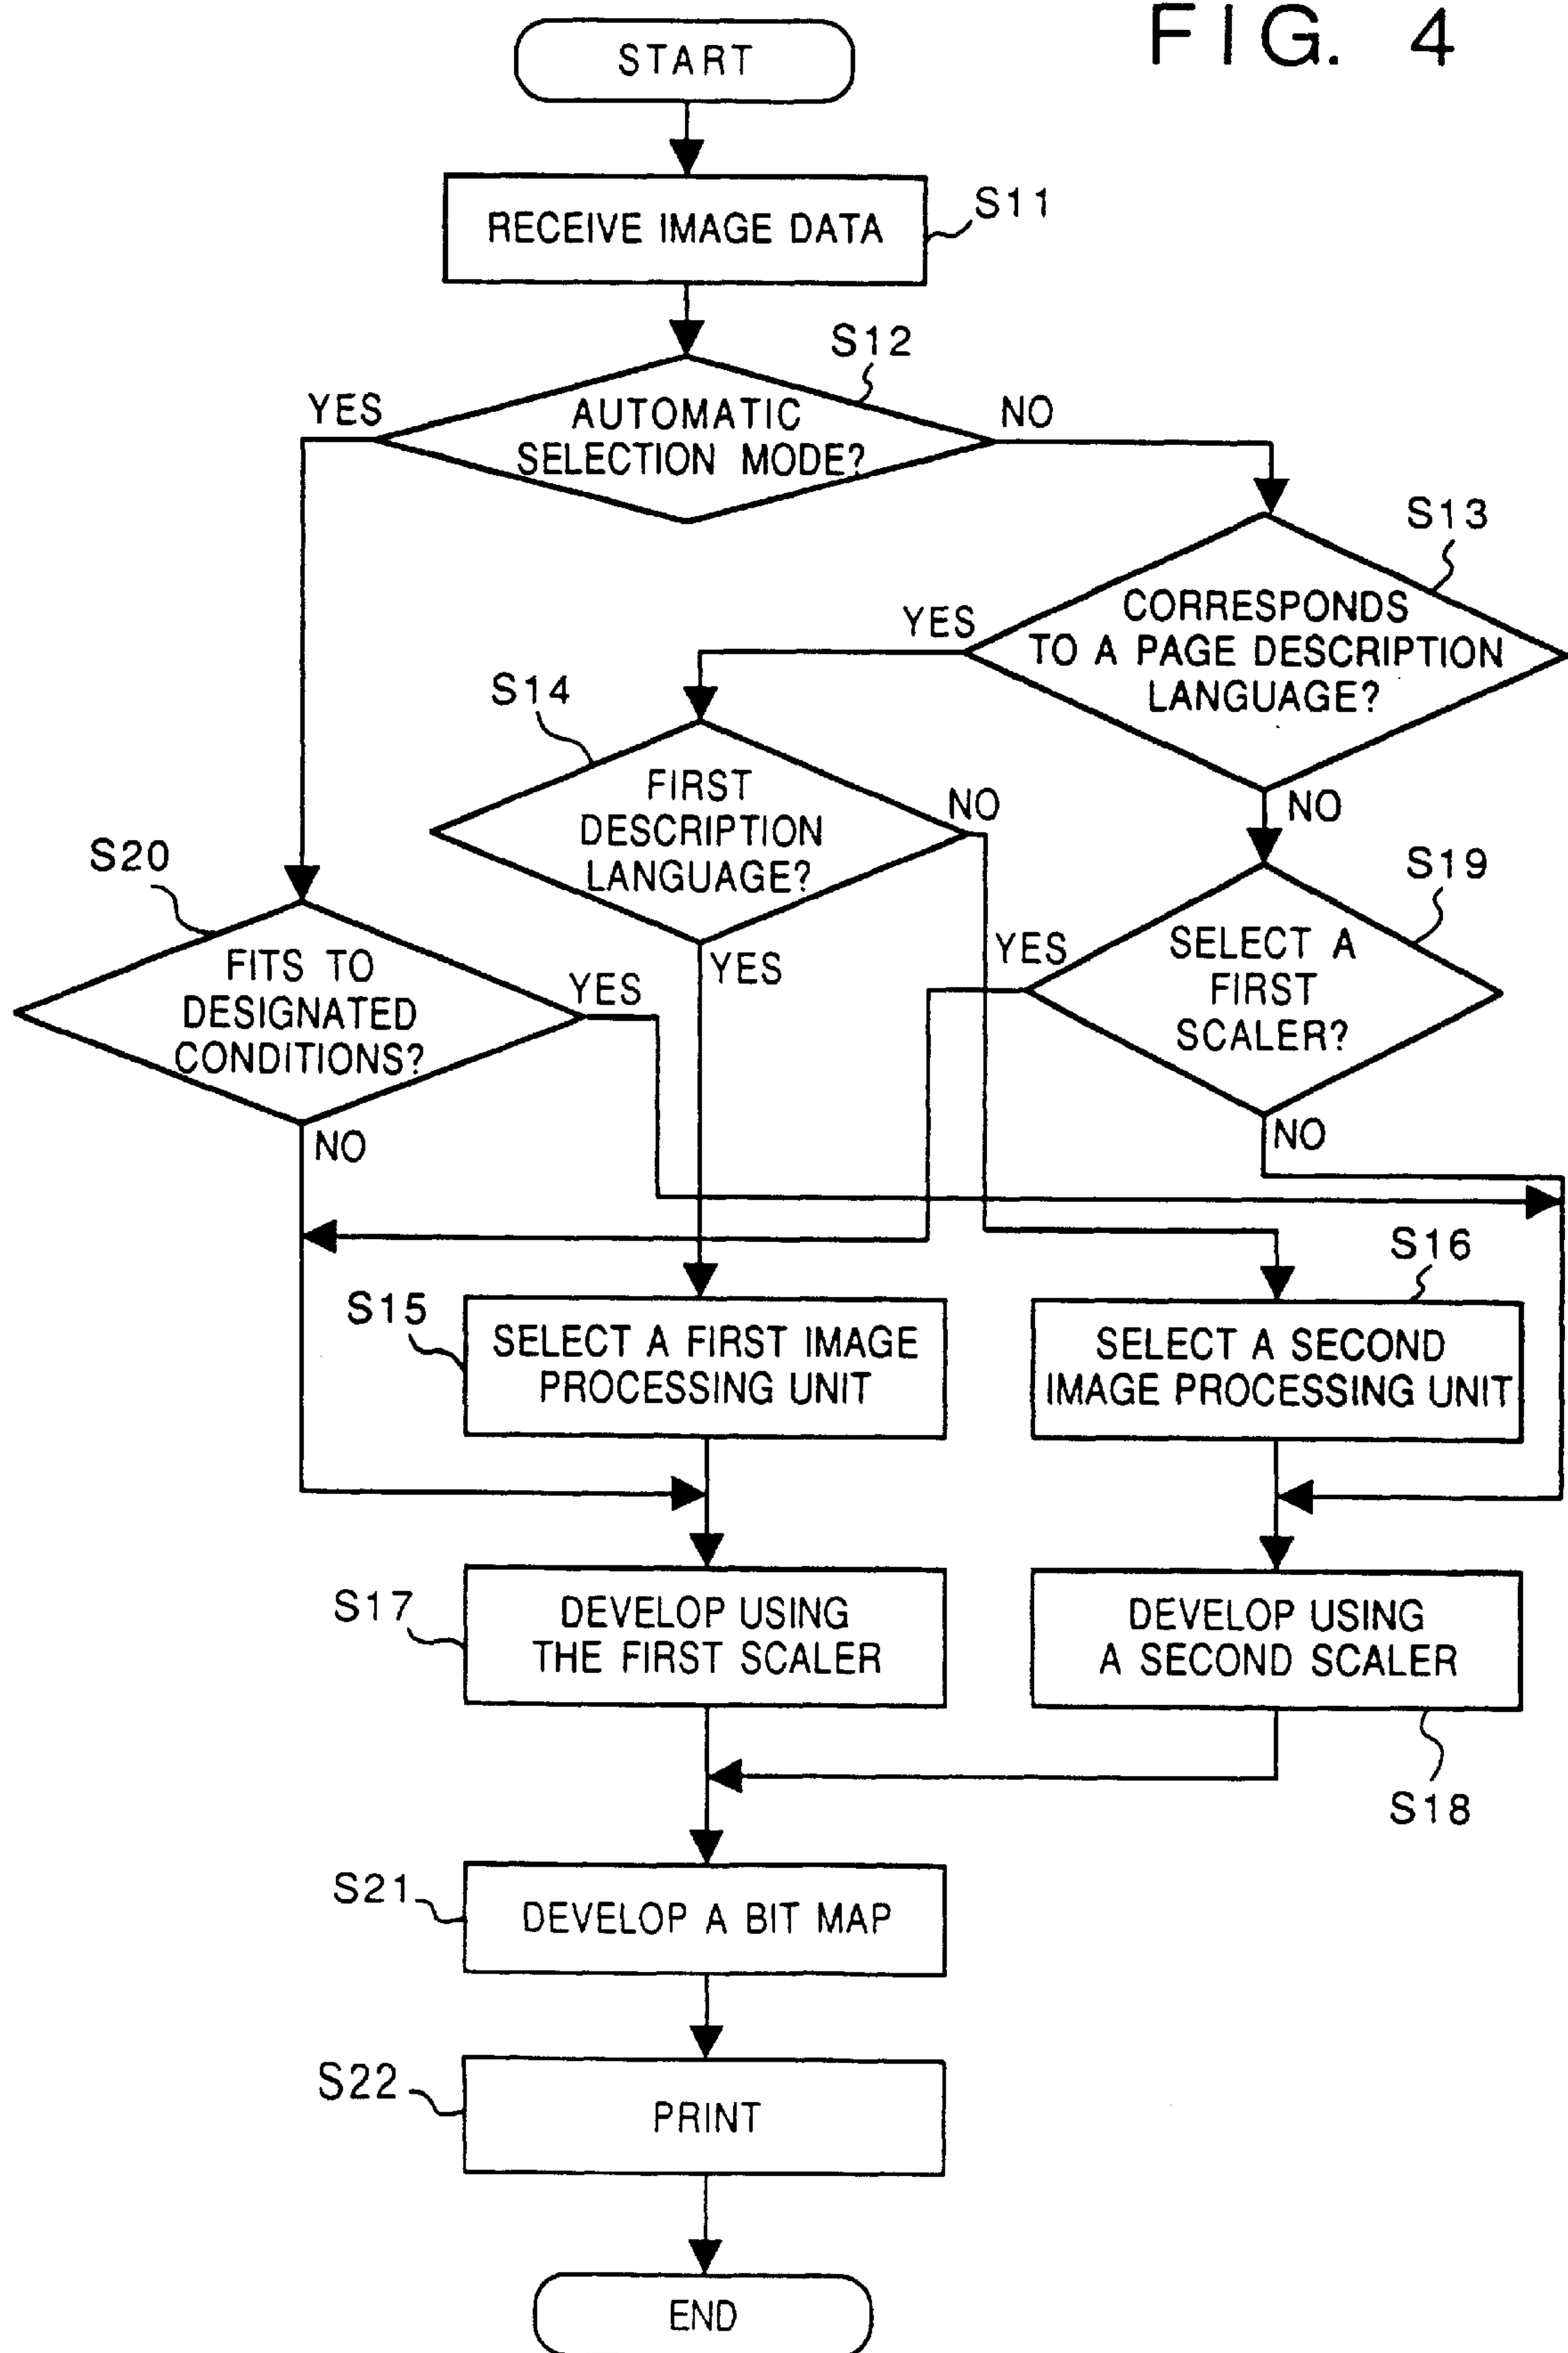 FIG. 4
START
RECEIVE IMAGE DATA
S11
S12
YES
AUTOMATIC
SELECTION MODE?
NO
S13
CORRESPONDS
TO A PAGE DESCRIPTION
LANGUAGE?
YES
NO
S14
FIRST
DESCRIPTION
LANGUAGE?
NO
YES
S19
SELECT A
FIRST
SCALER?
YES
NO
S20
FITS TO
DESIGNATED
CONDITIONS?
YES
NO
S15
SELECT A FIRST IMAGE
PROCESSING UNIT
S16
SELECT A SECOND
IMAGE PROCESSING UNIT
S17
DEVELOP USING
THE FIRST SCALER
DEVELOP USING
A SECOND SCALER
S18
S21
DEVELOP A BIT MAP
S22
PRINT
END